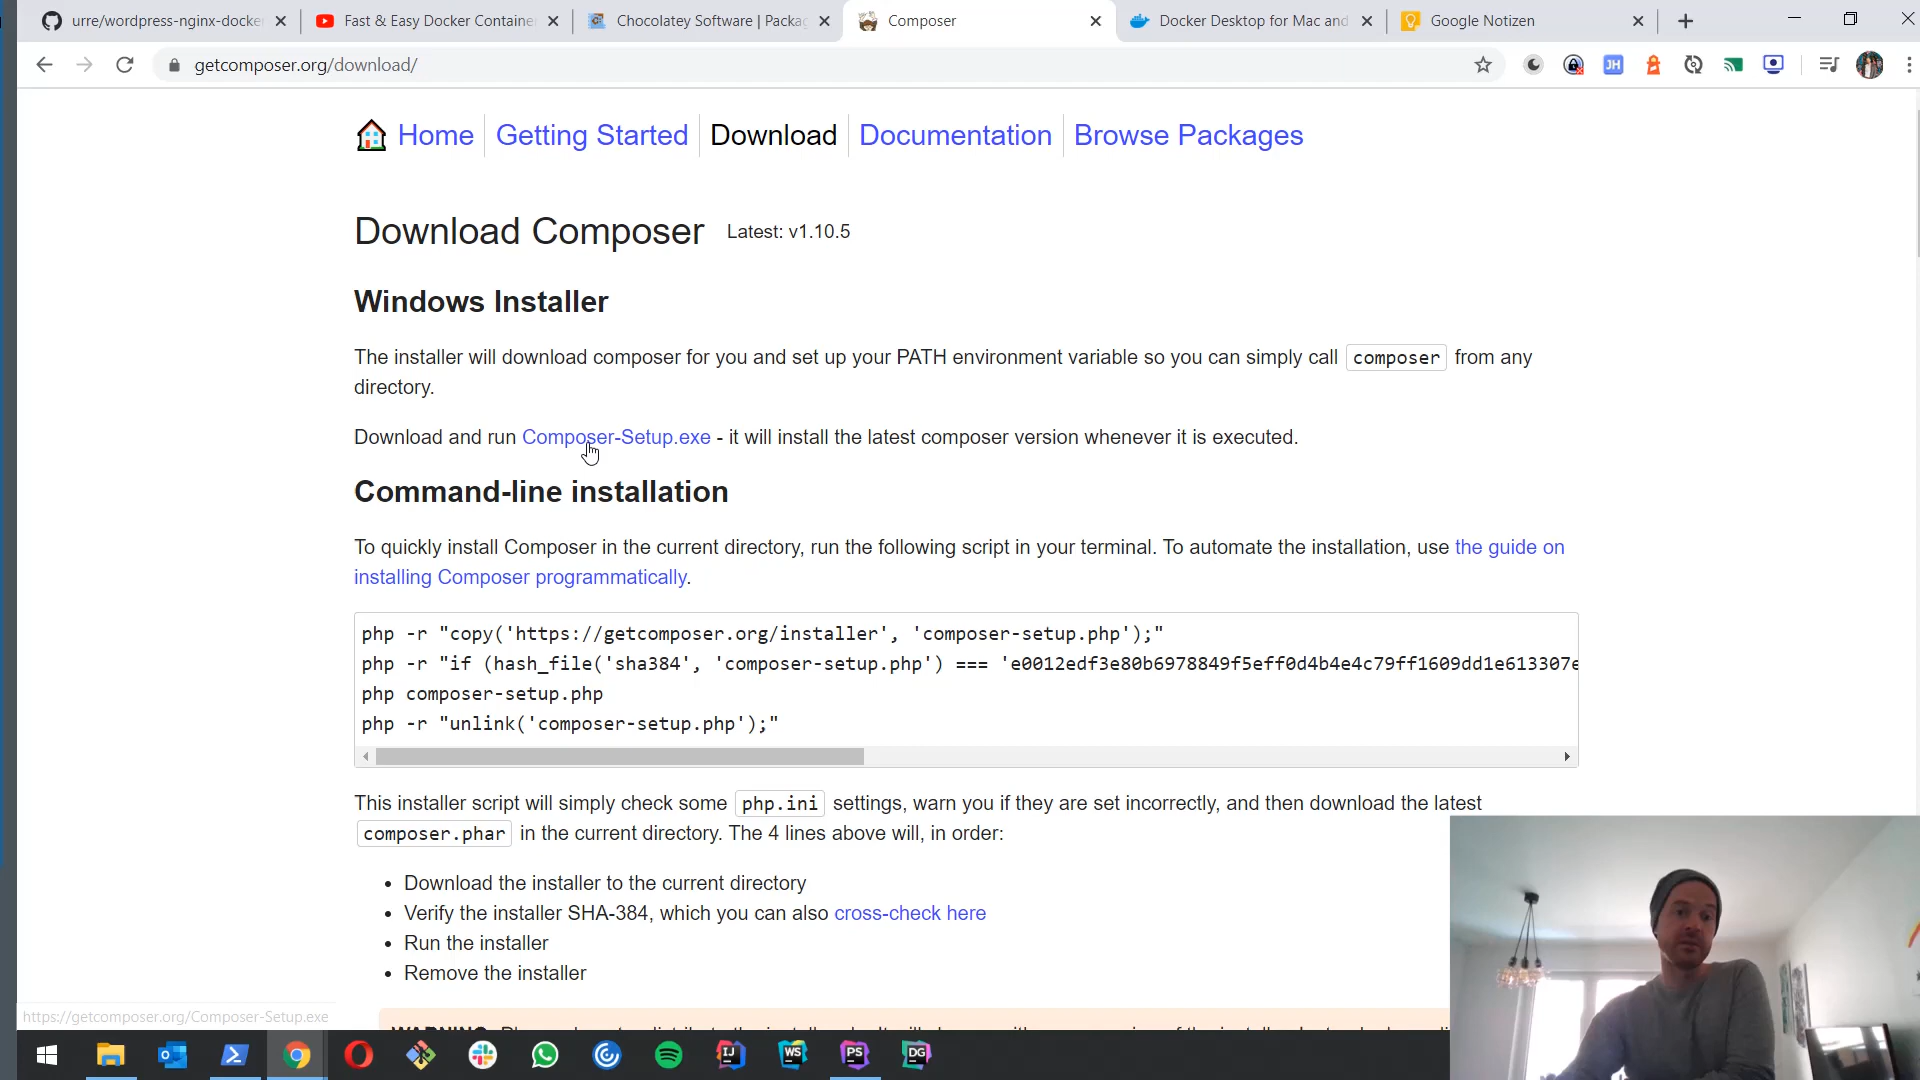 urre/wordpress-nginx-docke
Fast & Easy Docker Containe
Chocolatey Software | Packag
Composer
Docker Desktop for Mac and
Google Notizen
getcomposer.org/download/
JH
Home
Getting Started
Download
Documentation
Browse Packages
Download Composer
Latest: v1.10.5
Windows Installer
The installer will download composer for you and set up your PATH environment variable so you can simply call composer from any
directory.
Download and run Composer-Setup.exe - it will install the latest composer version whenever it is executed.
Command-line installation
To quickly install Composer in the current directory, run the following script in your terminal. To automate the installation, use the guide on
installing Composer programmatically.
php -r "copy('https://getcomposer.org/installer', 'composer-setup.php');"
php -r "if (hash_file('sha384', 'composer-setup.php') === 'e0012edf3e80b6978849f5eff0d4b4e4c79ff1609dd1e613307e
php composer-setup.php
php -r "unlink('composer-setup.php');"
This installer script will simply check some php.ini settings, warn you if they are set incorrectly, and then download the latest
composer.phar in the current directory. The 4 lines above will, in order:
• Download the installer to the current directory
• Verify the installer SHA-384, which you can also cross-check here
• Run the installer
• Remove the installer
https://getcomposer.org/Composer-Setup.exe
IJ
WS
PS
DG